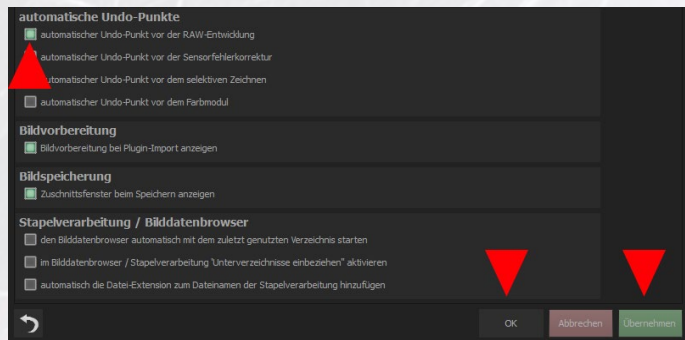 automatische Undo-Punkte
automatischer Undo-Punkt vor der RAW-Entwicklung
automatischer Undo-Punkt vor der Sensorfehlerkorrektur
automatischer Undo-Punkt vor dem selektiven Zeichnen
automatischer Undo-Punkt vor dem Farbmodul
Bildvorbereitung
Bildvorbereitung bei Plugin-Import anzeigen
Bildspeicherung
Zuschnittsfenster beim Speichern anzeigen
Stapelverarbeitung / Bilddatenbrowser
den Bilddatenbrowser automatisch mit dem zuletzt genutzten Verzeichnis starten
im Bilddatenbrowser / Stapelverarbeitung 'Unterverzeichnisse einbeziehen" aktivieren
automatisch die Datei-Extension zum Dateinamen der Stapelverarbeitung hinzufügen
OK Abbrechen Übernehmen